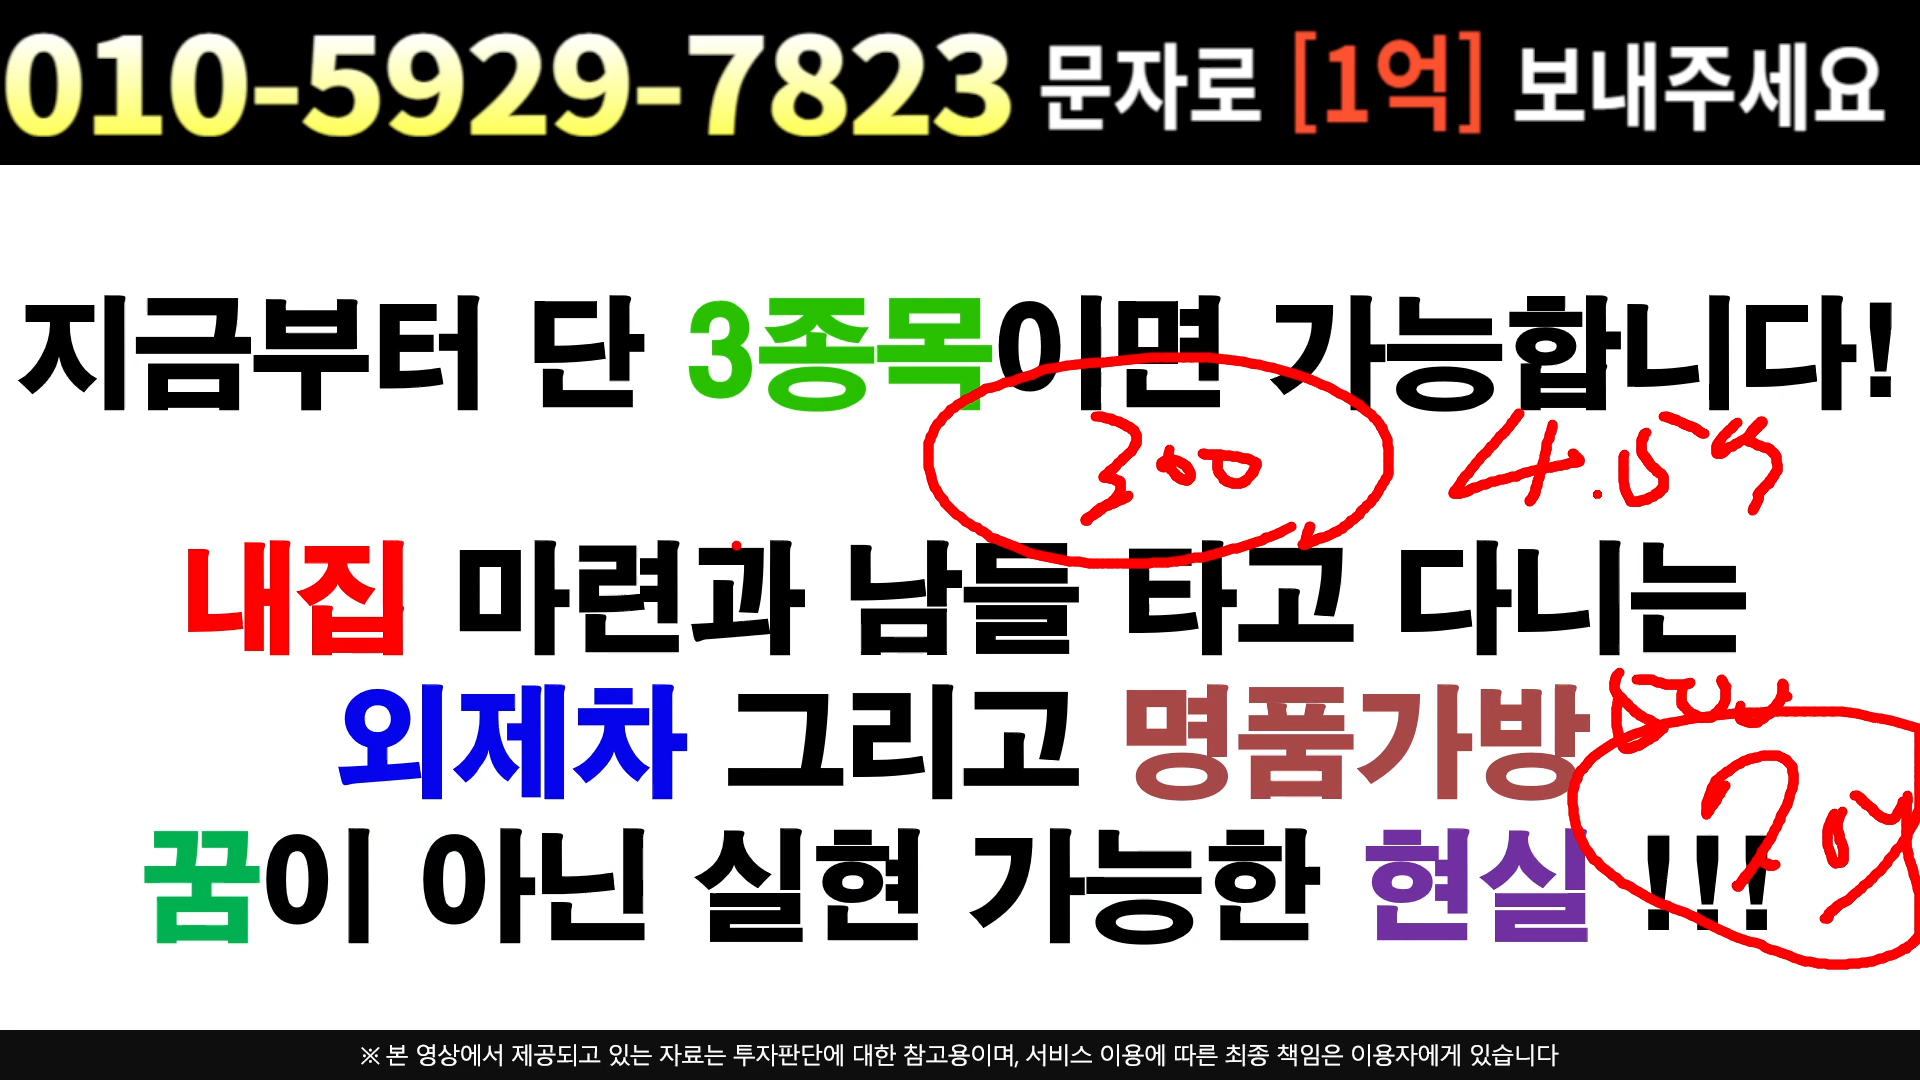 010-5929-7823 문자로 [1억] 보내주세요
지금부터 단 3종목이면 가능합니다!
300
4.5억
내집 마련과 남들 타고 다니는
외제차 그리고 명품가방
500
7억
꿈이 아닌 실현 가능한 현실 !!!
※ 본 영상에서 제공되고 있는 자료는 투자판단에 대한 참고용이며, 서비스 이용에 따른 최종 책임은 이용자에게 있습니다